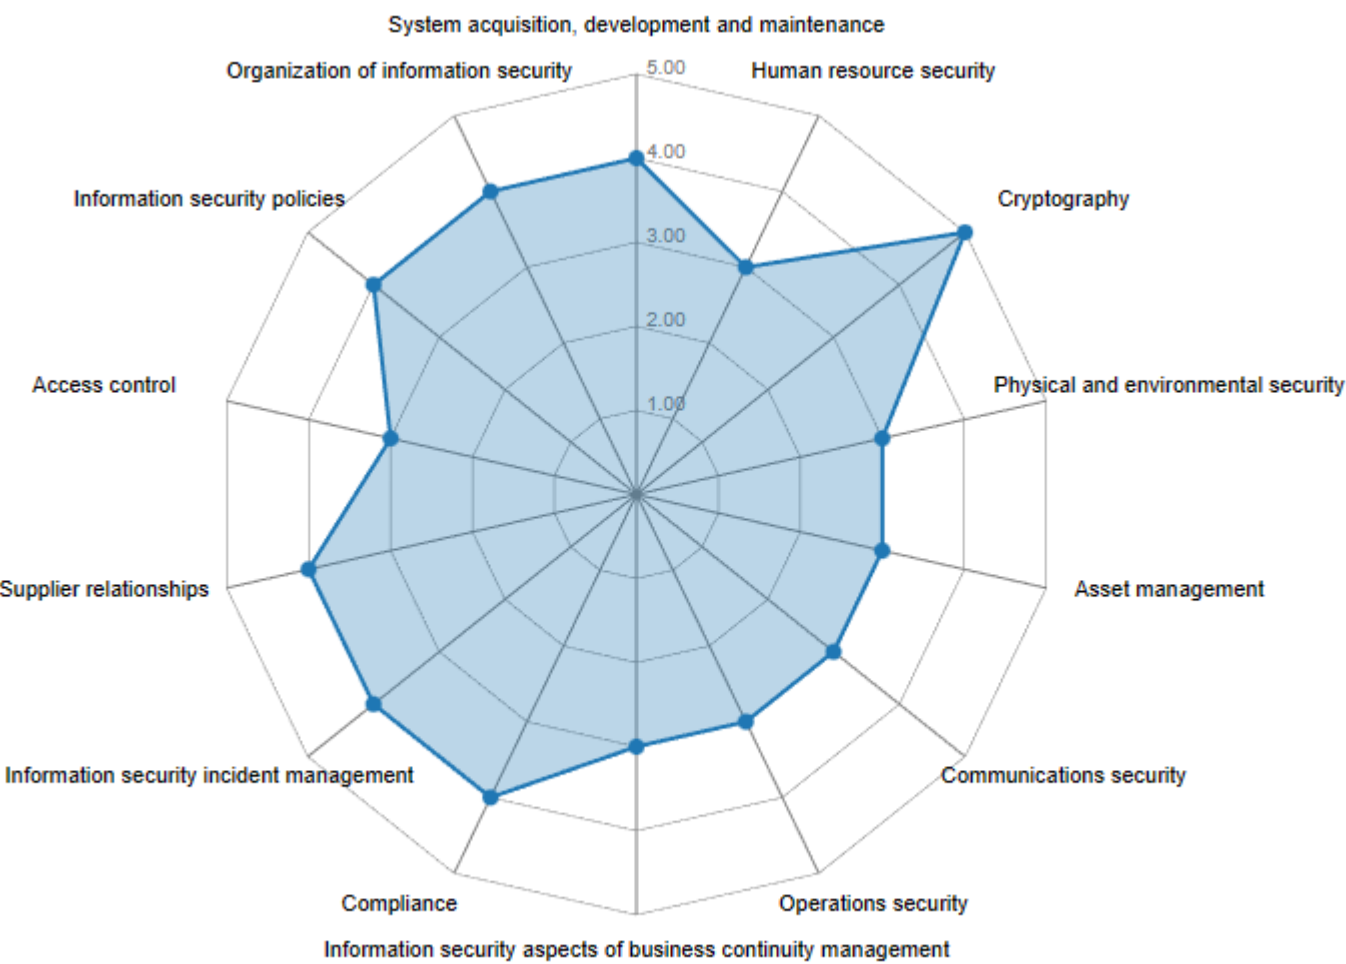 System acquisition, development and maintenance
Organization of information security
5.00
Human resource security
4.00
Information security policies
Cryptography
3.00
2.00
Access control
Physical and environmental security
1.00
Supplier relationships
Asset management
Information security incident management
Communications security
Compliance
Operations security
Information security aspects of business continuity management